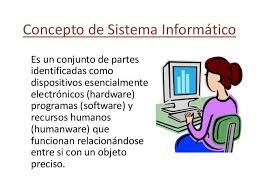 Concepto de Sistema Informático
Es un conjunto de partes
identificadas como
dispositivos esencialmente
electrónicos (hardware)
programas (software) y
recursos humanos
(humanware) que
funcionan relacionándose
entre si con un objeto
preciso.